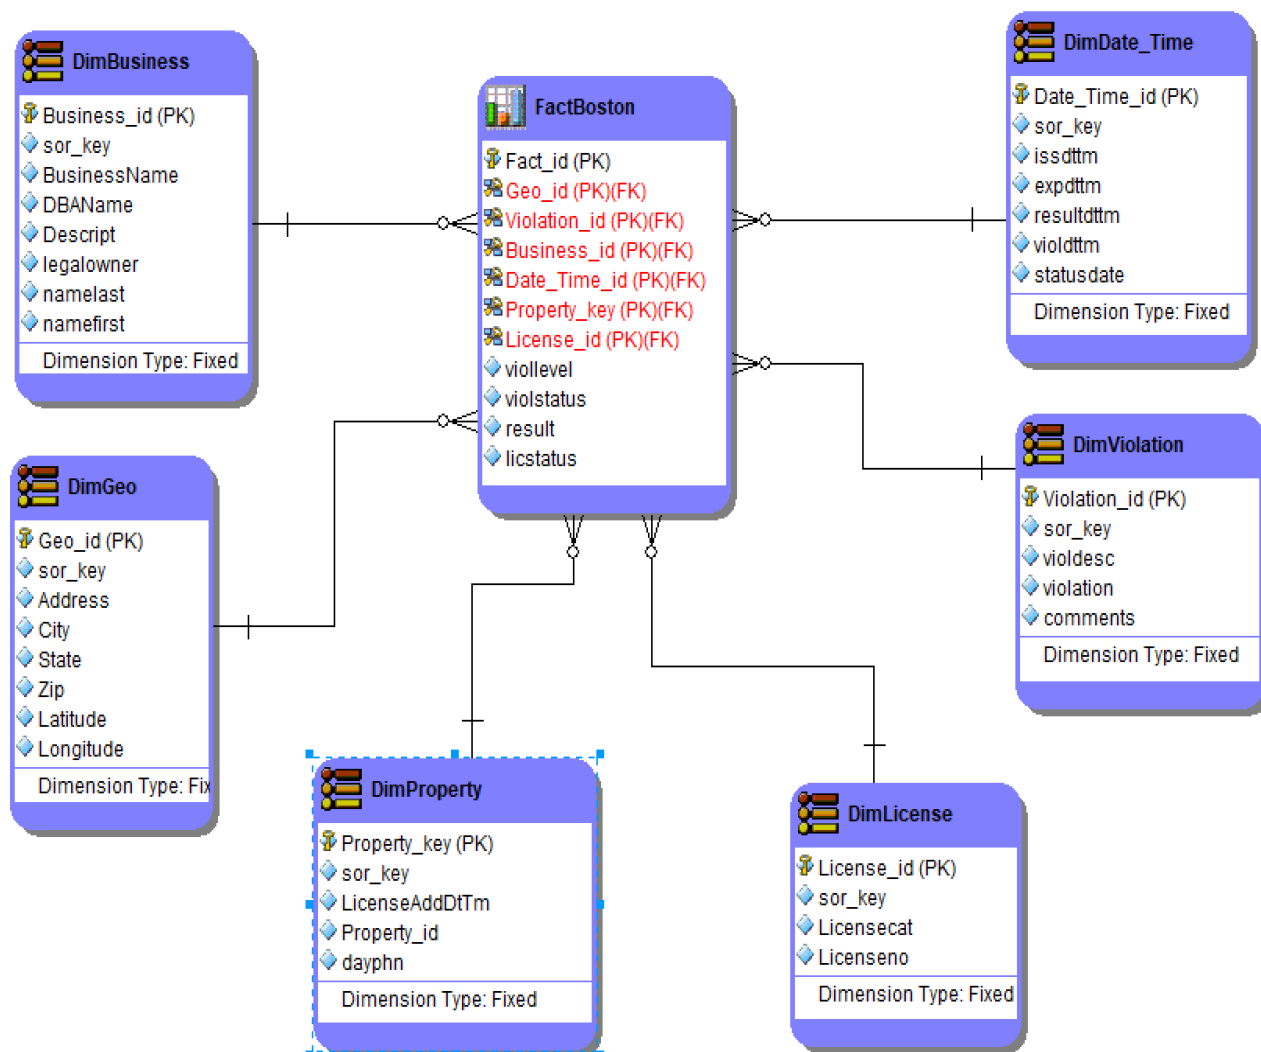 DimBusiness
Business_id (PK)
sor_key
BusinessName
DBAName
Descript
legalowner
namelast
namefirst
Dimension Type: Fixed
FactBoston
Fact_id (PK)
Geo_id (PK)(FK)
Violation_id (PK)(FK)
Business_id (PK)(FK)
Date_Time_id (PK)(FK)
Property_key (PK)(FK)
License_id (PK)(FK)
viollevel
violstatus
result
licstatus
DimDate_Time
Date_Time_id (PK)
sor_key
issdttm
expdttm
resultdttm
violdttm
statusdate
Dimension Type: Fixed
DimGeo
Geo_id (PK)
sor_key
Address
City
State
Zip
Latitude
Longitude
Dimension Type: Fix
DimViolation
Violation_id (PK)
sor_key
violdesc
violation
comments
Dimension Type: Fixed
DimProperty
Property_key (PK)
sor_key
LicenseAddDtTm
Property_id
dayphn
Dimension Type: Fixed
DimLicense
License_id (PK)
sor_key
Licensecat
Licenseno
Dimension Type: Fixed